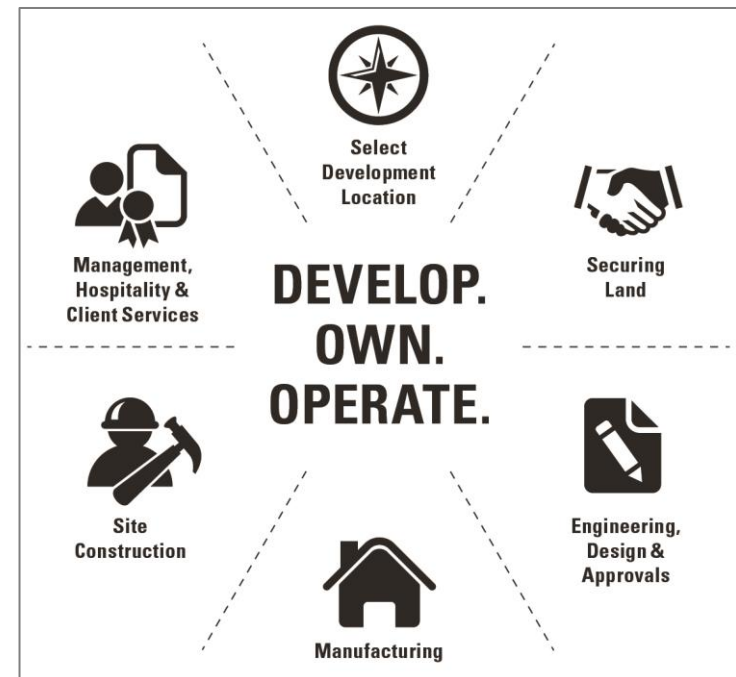 Select
Development
Location
Securing
Land
Engineering,
Design &
Approvals
Manufacturing
Site
Construction
Management,
Hospitality &
Client Services
DEVELOP.
OWN.
OPERATE.